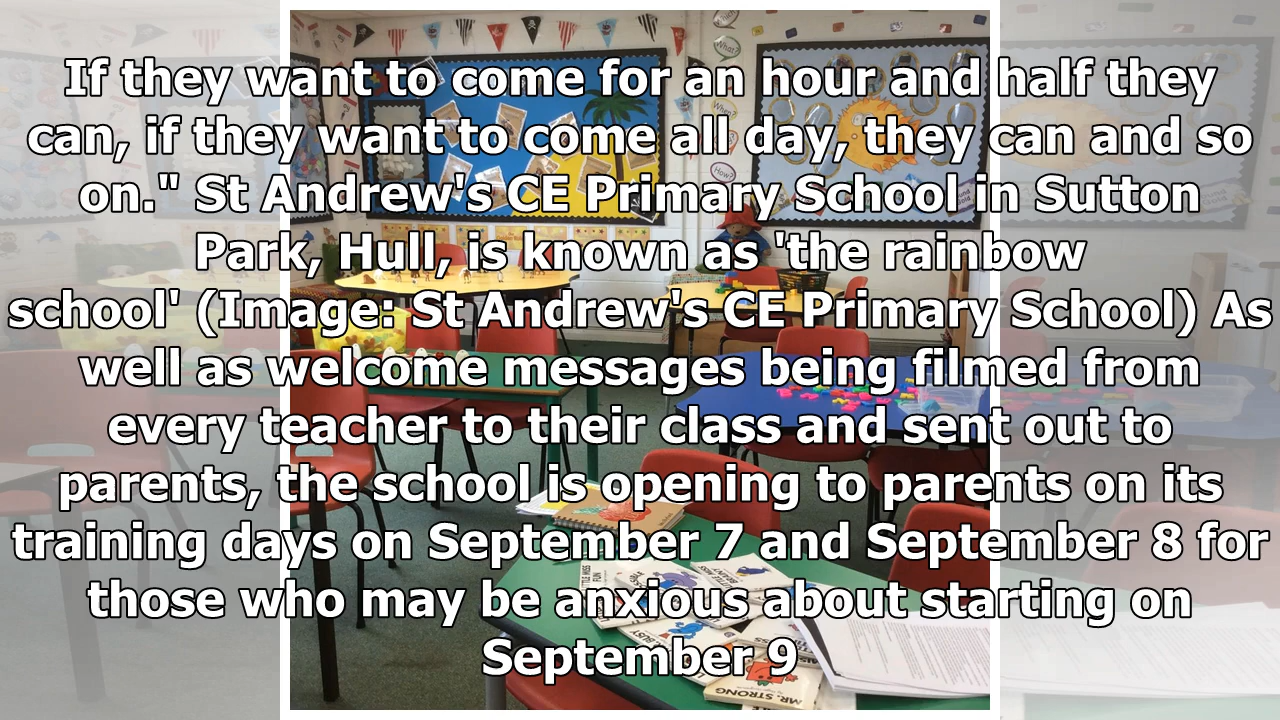 If they want to come for an hour and half they
can, if they want to come all day, they can and so
on." St Andrew's CE Primary School in Sutton
Park, Hull, is known as 'the rainbow
school' (Image: St Andrew's CE Primary School) As
well as welcome messages being filmed from
every teacher to their class and sent out to
parents, the school is opening to parents on its
training days on September 7 and September 8 for
those who may be anxious about starting on
September 9
What?
How?
MR. STRONG